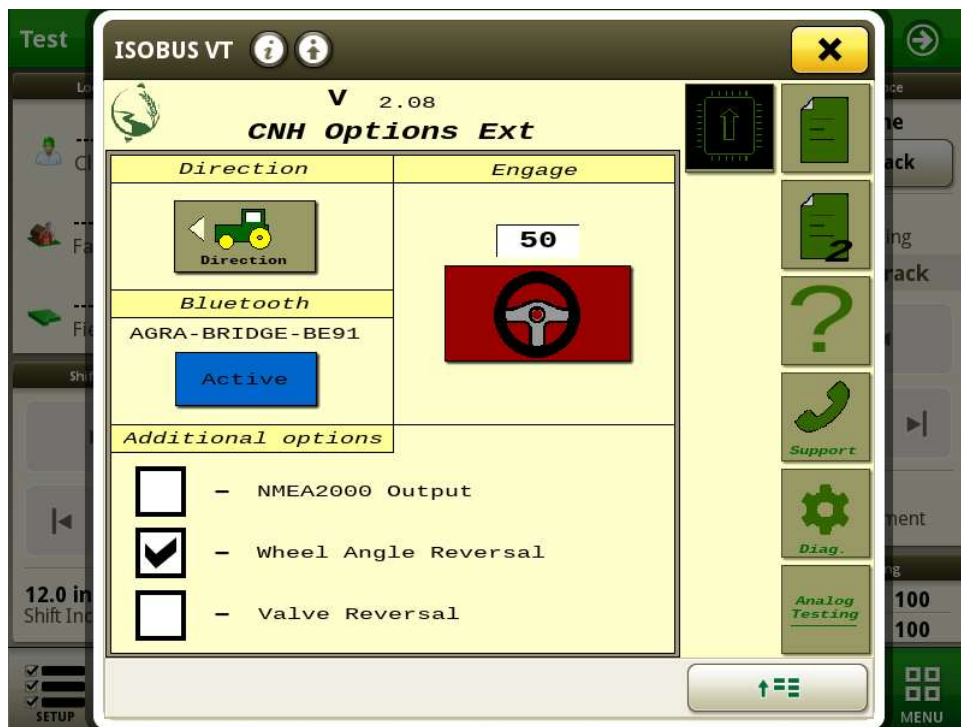 Test
ISOBUS VT
V 2.08
CNH Options Ext
Direction
Engage
Direction
50
Bluetooth
AGRA-BRIDGE-BE91
Active
Additional options
- NMEA2000 Output
- Wheel Angle Reversal
- Valve Reversal
2
?
Support
Diag.
Analog
Testing
12.0 in
Shift Inc
100
100
SETUP
MENU